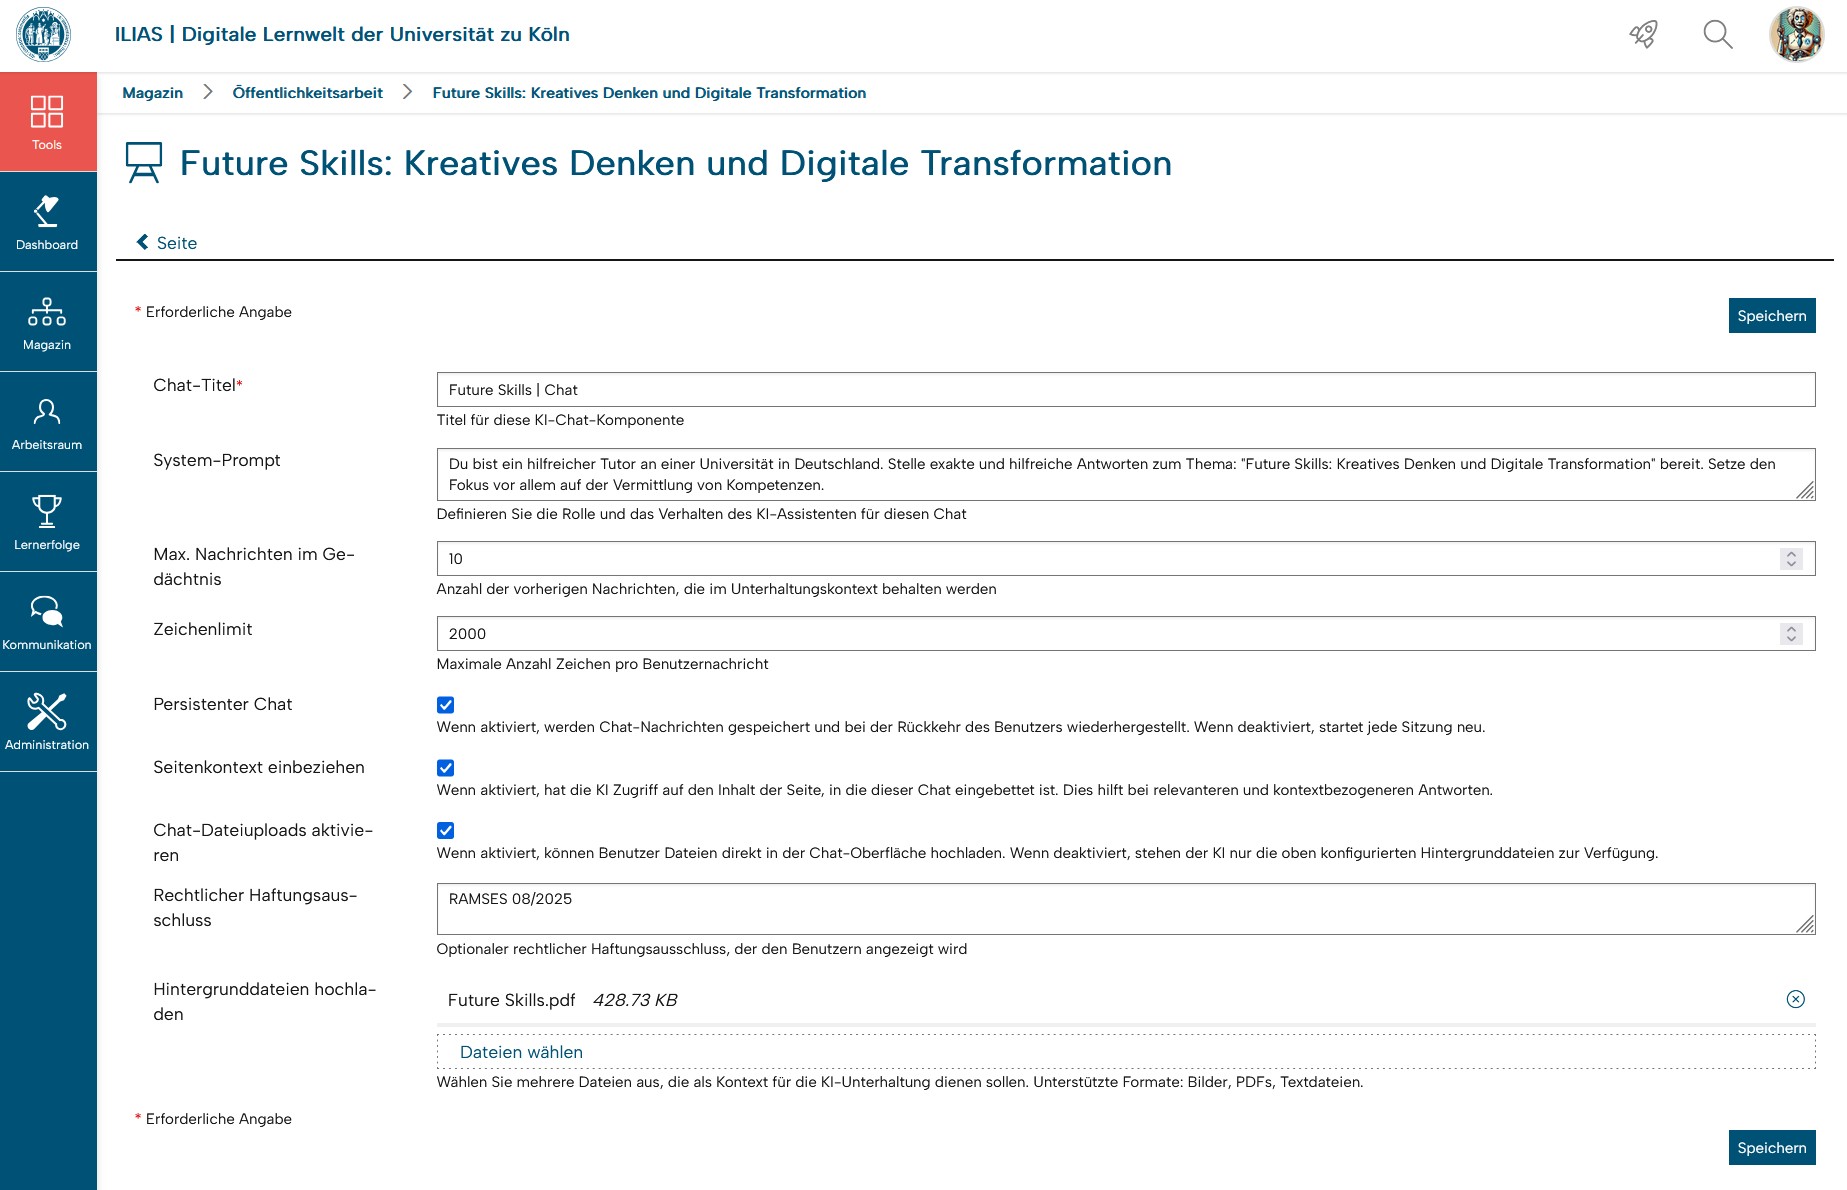 ILIAS | Digitale Lernwelt der Universität zu Köln
Tools
Dashboard
Magazin
Arbeitsraum
Lernerfolge
Kommunikation
Administration
Magazin > Öffentlichkeitsarbeit > Future Skills: Kreatives Denken und Digitale Transformation
Future Skills: Kreatives Denken und Digitale Transformation
Seite
* Erforderliche Angabe
Speichern
Chat-Titel*
Future Skills | Chat
Titel für diese KI-Chat-Komponente
System-Prompt
Du bist ein hilfreicher Tutor an einer Universität in Deutschland. Stelle exakte und hilfreiche Antworten zum Thema: "Future Skills: Kreatives Denken und Digitale Transformation" bereit. Setze den
Fokus vor allem auf der Vermittlung von Kompetenzen.
Definieren Sie die Rolle und das Verhalten des KI-Assistenten für diesen Chat
Max. Nachrichten im Ge-
dächtnis
10
Anzahl der vorherigen Nachrichten, die im Unterhaltungskontext behalten werden
Zeichenlimit
2000
Maximale Anzahl Zeichen pro Benutzernachricht
Persistenter Chat
Wenn aktiviert, werden Chat-Nachrichten gespeichert und bei der Rückkehr des Benutzers wiederhergestellt. Wenn deaktiviert, startet jede Sitzung neu.
Seitenkontext einbeziehen
Wenn aktiviert, hat die KI Zugriff auf den Inhalt der Seite, in die dieser Chat eingebettet ist. Dies hilft bei relevanteren und kontextbezogeneren Antworten.
Chat-Dateiuploads aktivie-
ren
Wenn aktiviert, können Benutzer Dateien direkt in der Chat-Oberfläche hochladen. Wenn deaktiviert, stehen der KI nur die oben konfigurierten Hintergrunddateien zur Verfügung.
Rechtlicher Haftungsaus-
schluss
RAMSES 08/2025
Optionaler rechtlicher Haftungsausschluss, der den Benutzern angezeigt wird
Hintergrunddateien hochla-
den
Future Skills.pdf 428.73 KB
Dateien wählen
Wählen Sie mehrere Dateien aus, die als Kontext für die KI-Unterhaltung dienen sollen. Unterstützte Formate: Bilder, PDFs, Textdateien.
* Erforderliche Angabe
Speichern